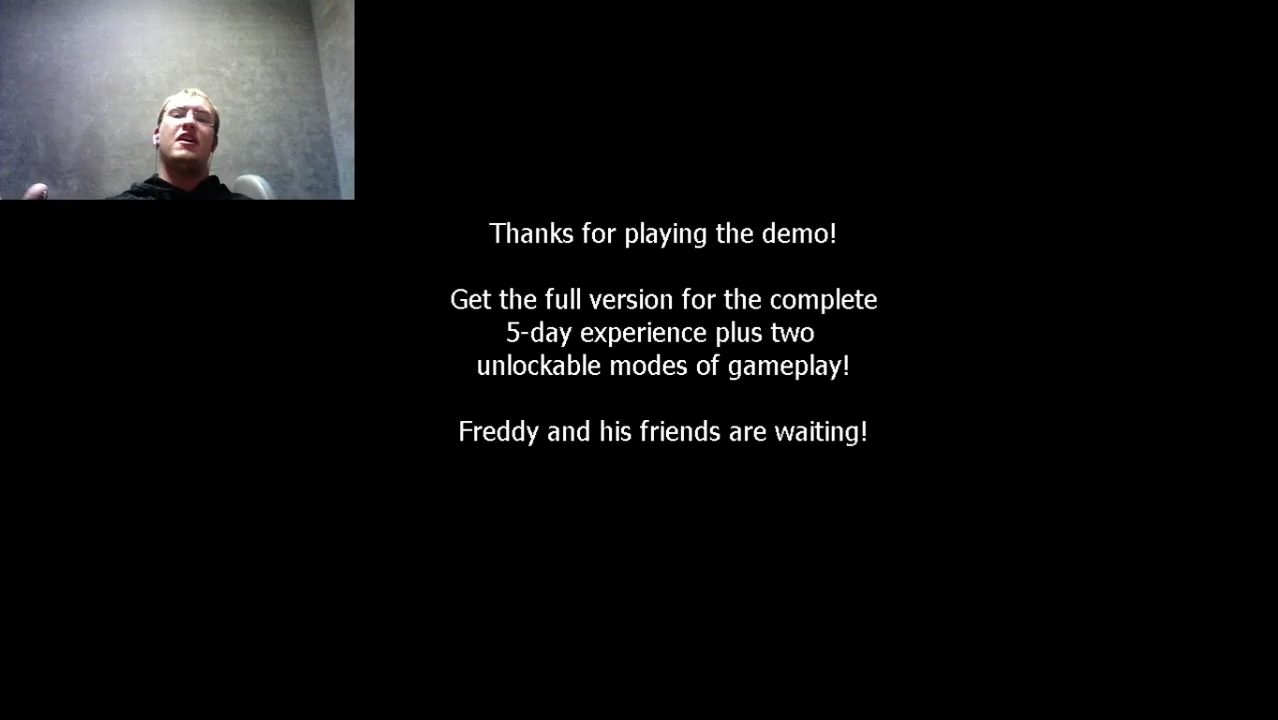 Thanks for playing the demo!
Get the full version for the complete
5-day experience plus two
unlockable modes of gameplay!
Freddy and his friends are waiting!